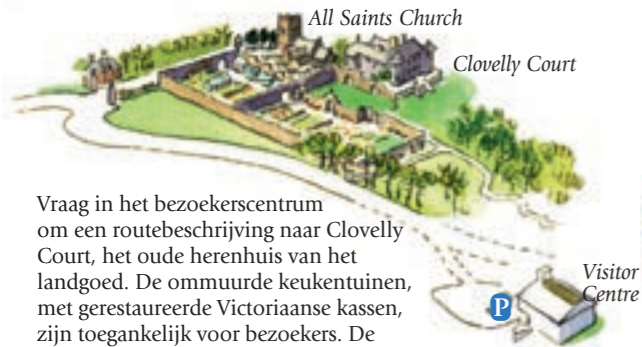 All Saints Church
Clovelly Court
Vraag in het bezoekerscentrum
om een routebeschrijving naar Clovelly
Court, het oude herenhuis van het
landgoed. De ommuurde keukentuinen,
met gerestaureerde Victoriaanse kassen,
zijn toegankelijk voor bezoekers. De
Visitor
Centre
P